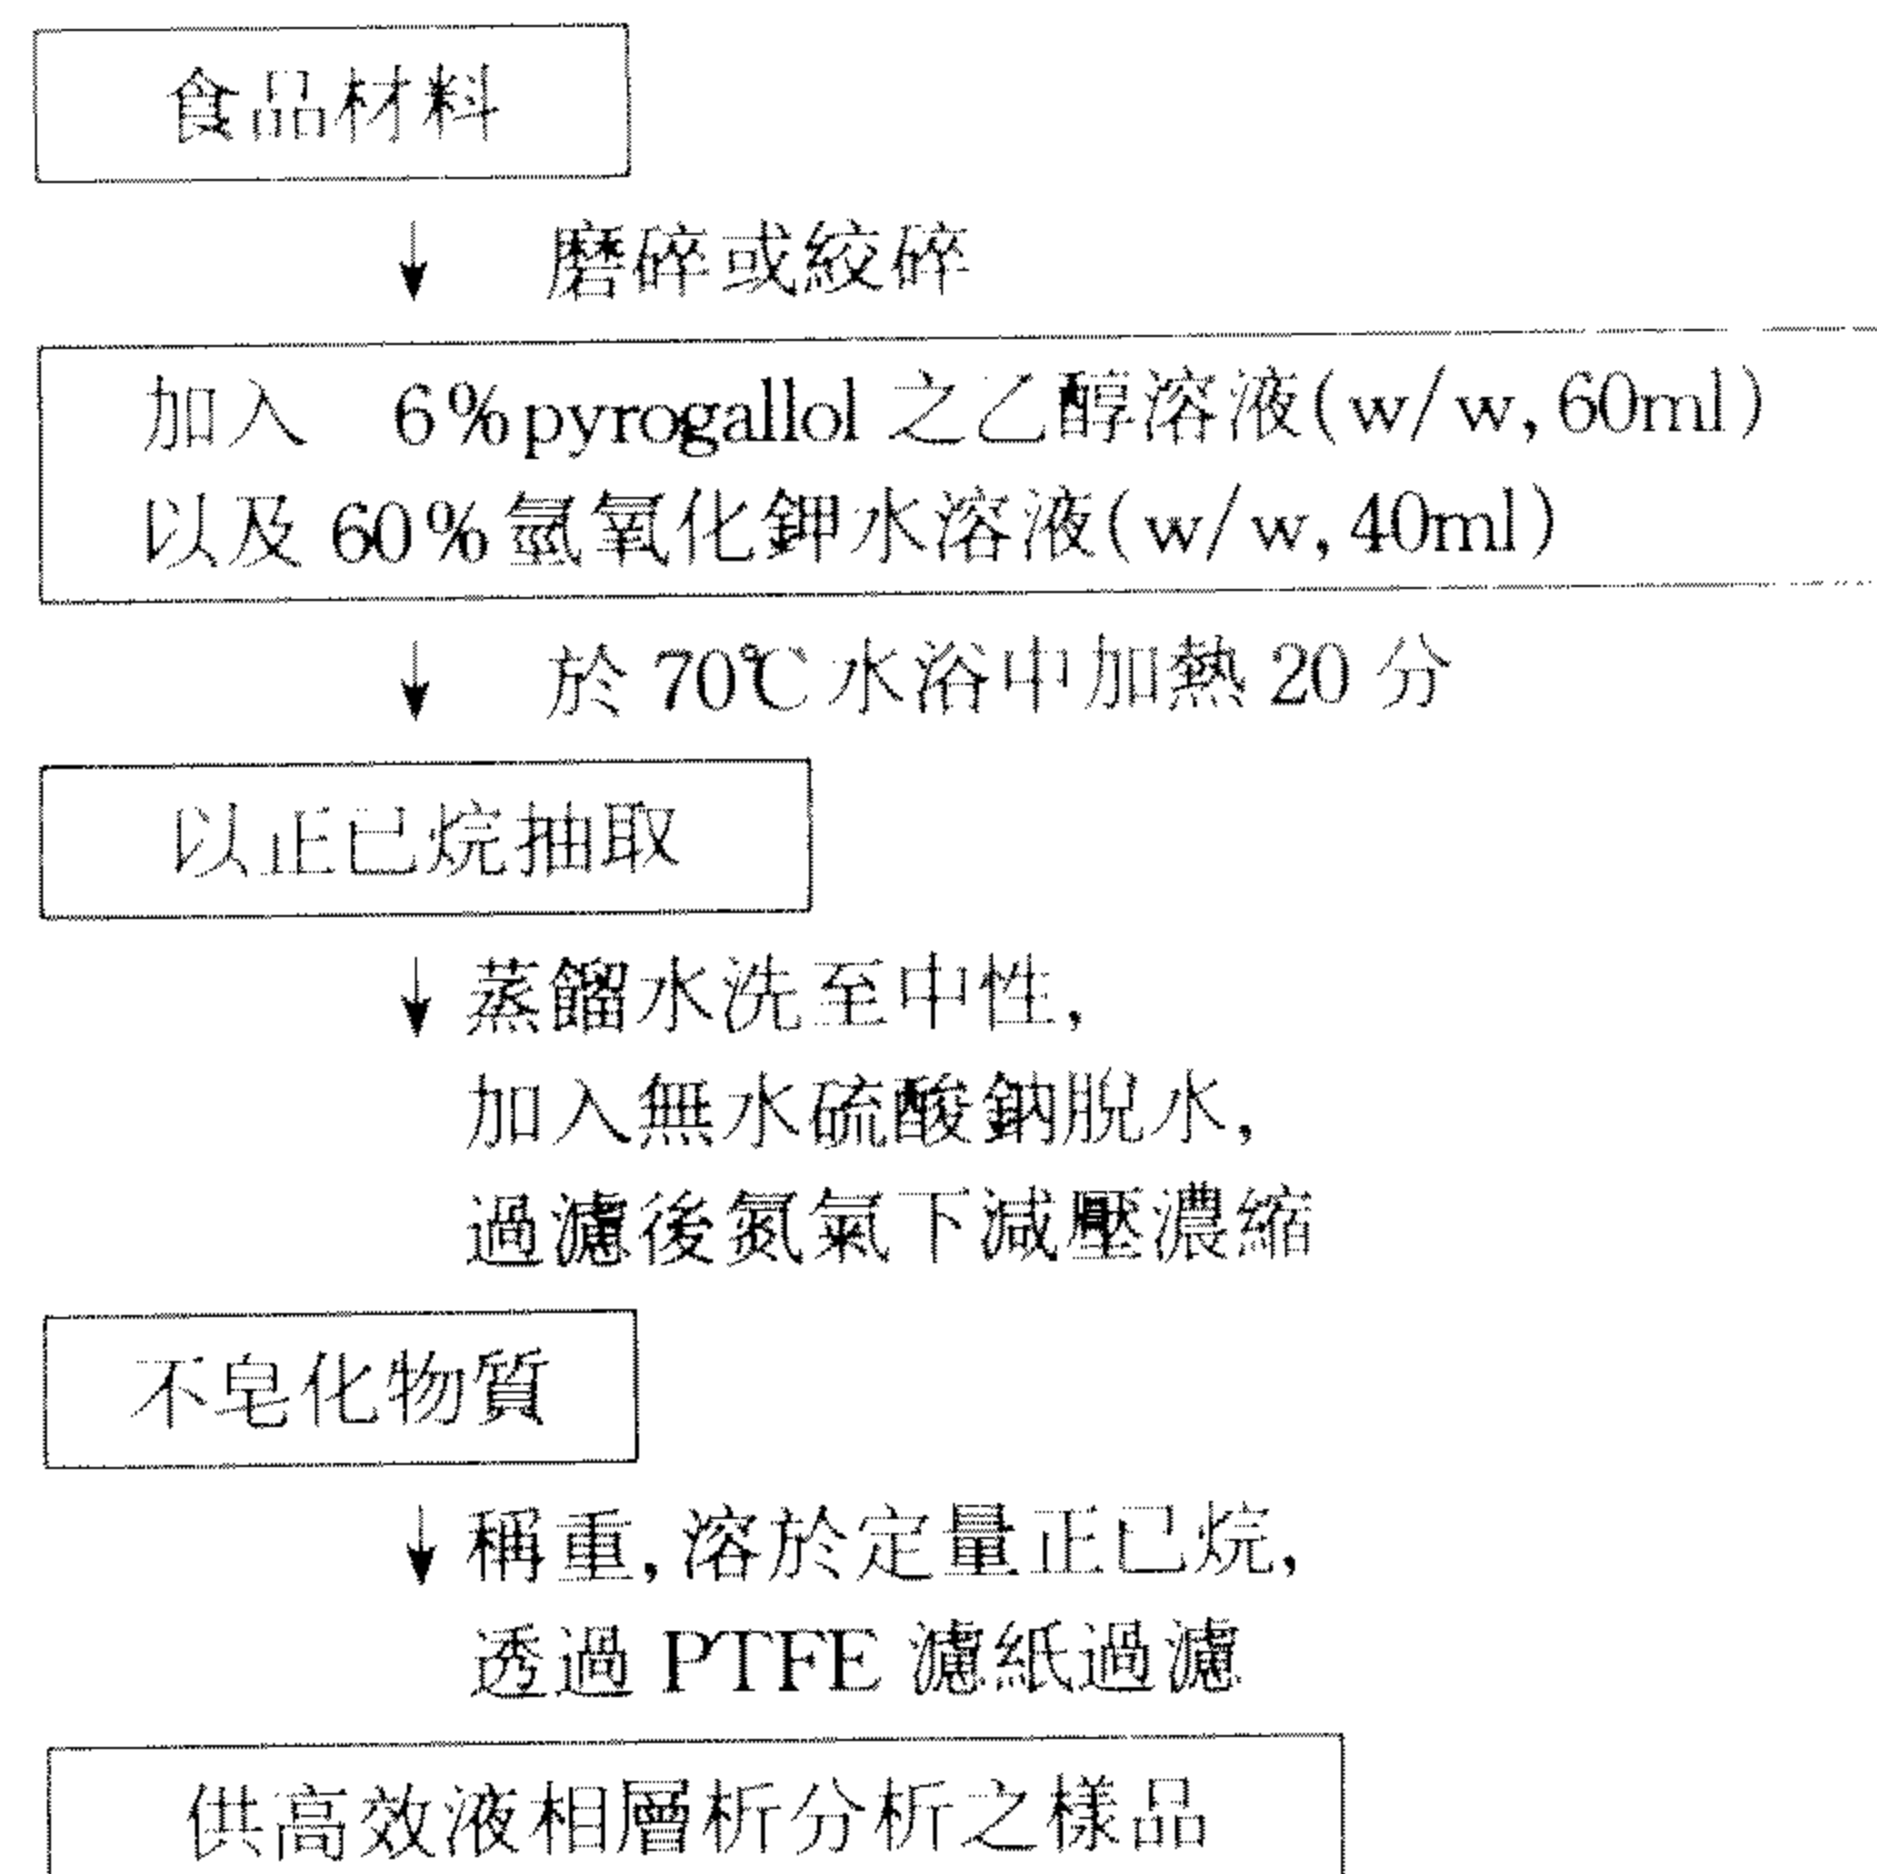 食品材料
磨碎或絞碎
加入 6%pyrogallol 之乙醇溶液(w/w,60ml)
以及 60%氫氧化鉀水溶液(w/w,40ml)
於 70℃水浴中加熱 20 分
以正已烷抽取
蒸餾水洗至中性,
加入無水硫酸鈉脫水,
過濾後氮氣下減壓濃縮
不皂化物質
稱重,溶於定量正已烷,
透過 PTFE 濾紙過濾
供高效液相層析分析之樣品